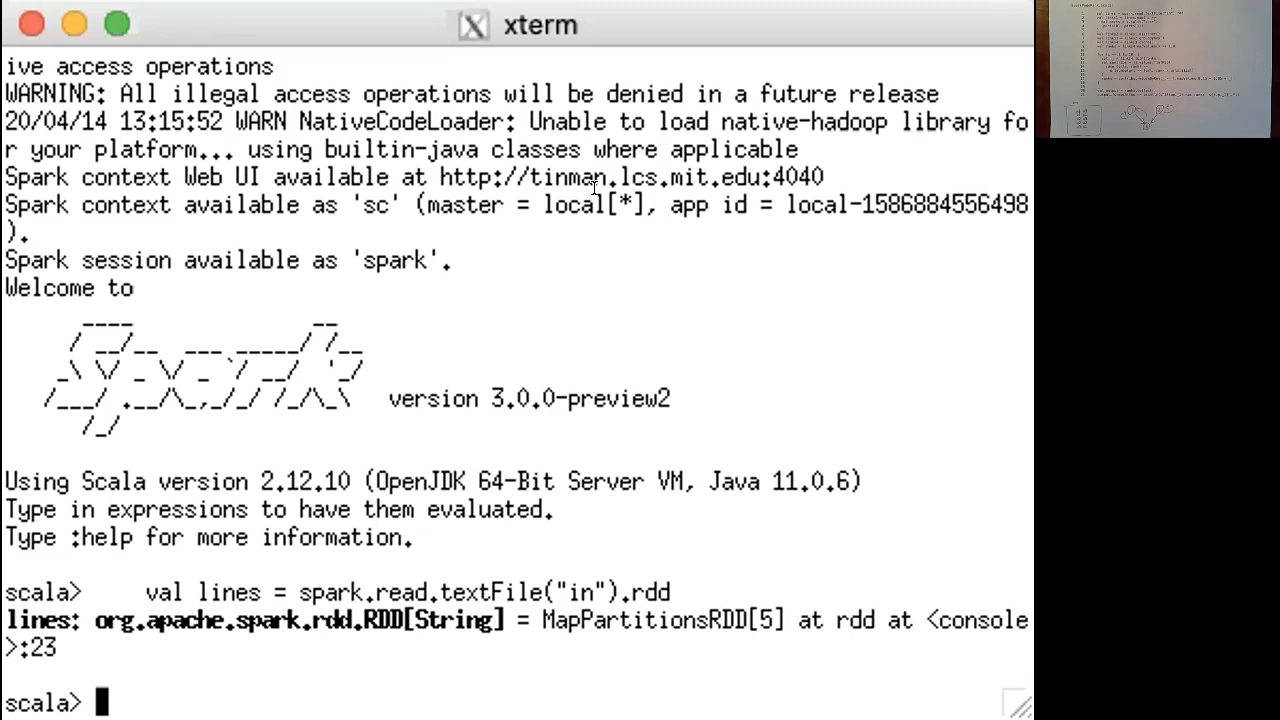 xterm
ive access operations
WARNING: All illegal access operations will be denied in a future release
20/04/14 13:15:52 WARN NativeCodeLoader: Unable to load native-hadoop library fo
r your platform... using builtin-java classes where applicable
Spark context Web UI available at http://tinman.lcs.mit.edu:4040
Spark context available as 'sc' (master = local[*], app id = local-1586884556498
).
Spark session available as 'spark'.
Welcome to
Spark
version 3.0.0-preview2
Using Scala version 2.12.10 (OpenJDK 64-Bit Server VM, Java 11.0.6)
Type in expressions to have them evaluated.
Type :help for more information.
scala>     val lines = spark.read.textFile("in").rdd
lines: org.apache.spark.rdd.RDD[String] = MapPartitionsRDD[5] at rdd at <console
>:23
scala>